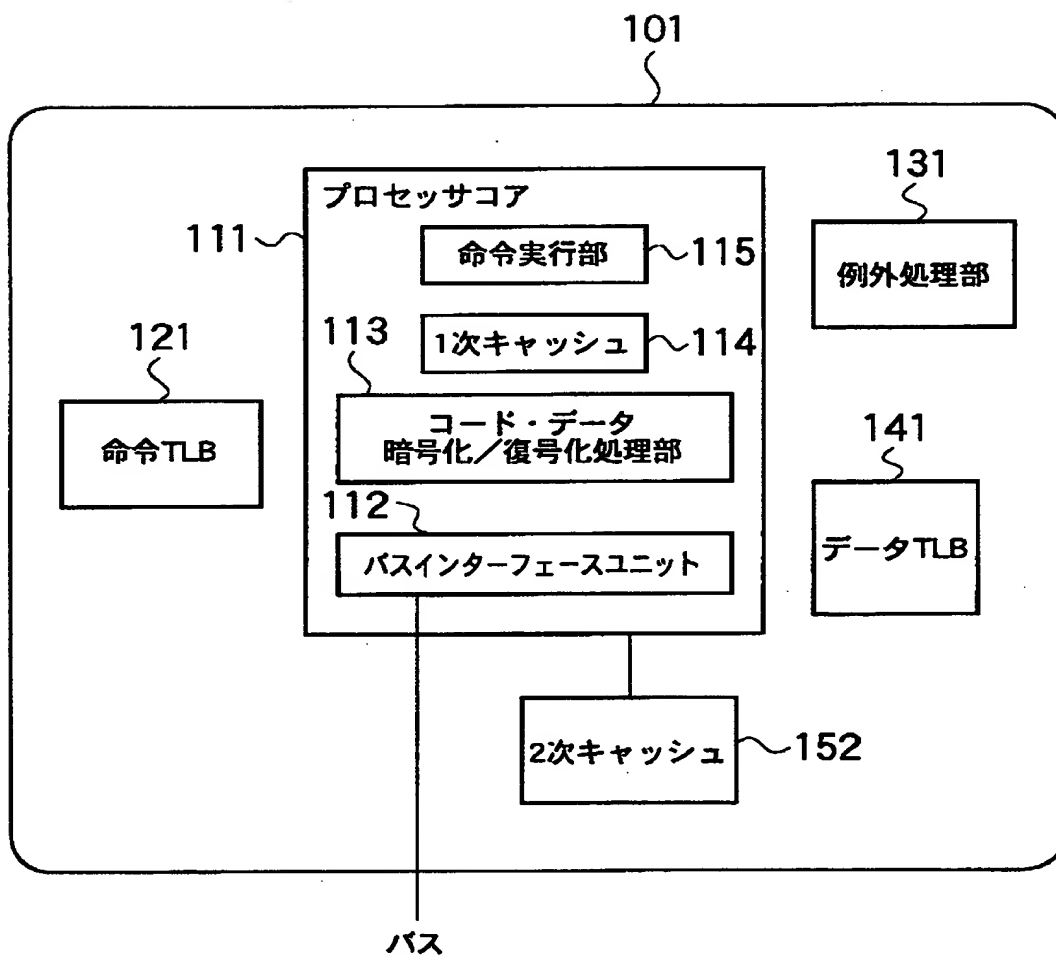 101
プロセッサコア
111
命令実行部
115
131
例外処理部
121
命令TLB
113
1次キャッシュ
114
コード・データ
暗号化／復号化処理部
141
データTLB
112
バスインターフェースユニット
2次キャッシュ
152
バス